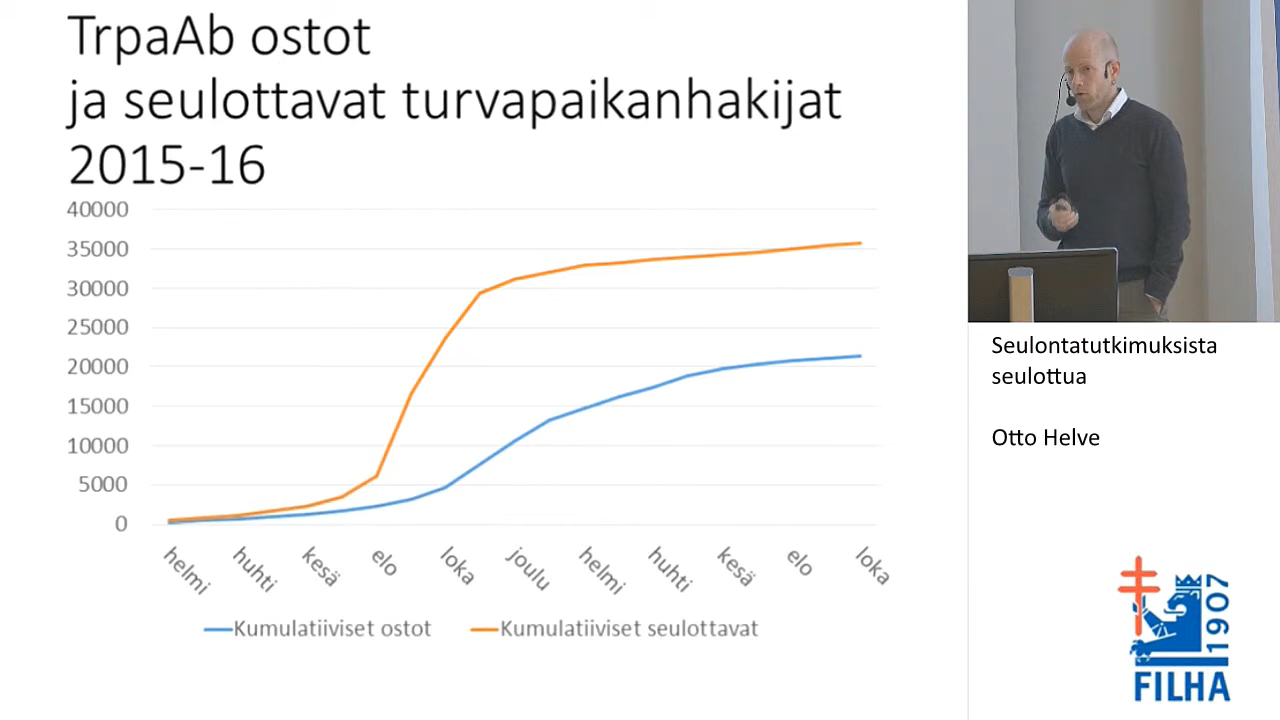 TrpaAb ostot
ja seulottavat turvapaikanhakijat
2015-16
40000
35000
30000
25000
20000
15000
10000
5000
0
helmi
huhti
kesä
elo
loka
joulu
helmi
huhti
kesä
elo
loka
Kumulatiiviset ostot
Kumulatiiviset seulottavat
Seulontatutkimuksista
seulottua
Otto Helve
1907
FILHA